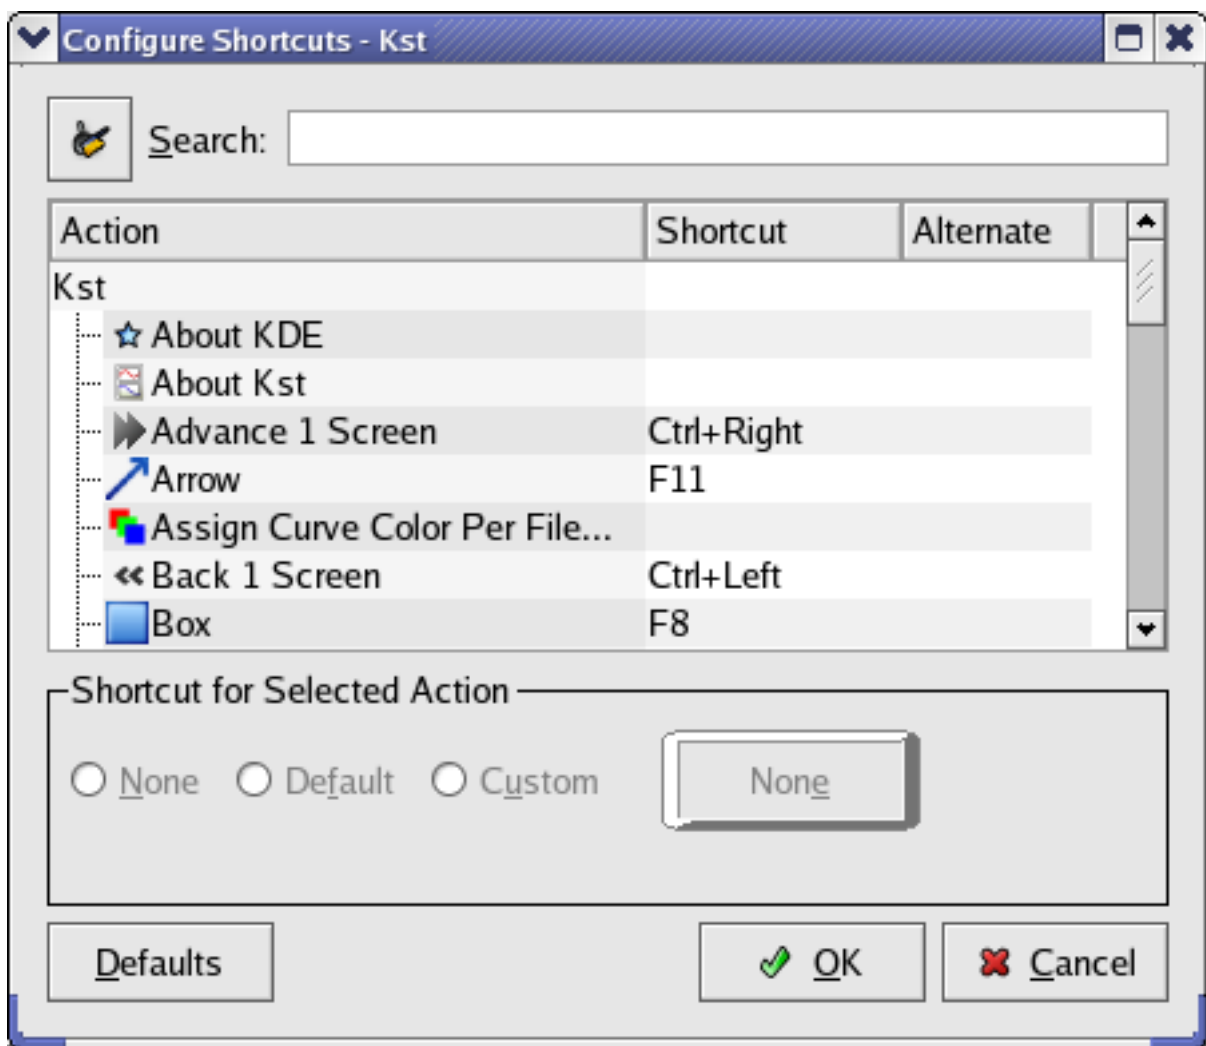 Configure Shortcuts - Kst
Search:
Action Shortcut Alternate
Kst
About KDE
About Kst
Advance 1 Screen Ctrl+Right
Arrow F11
Assign Curve Color Per File...
Back 1 Screen Ctrl+Left
Box F8
Shortcut for Selected Action
None Default Custom None
Defaults OK Cancel